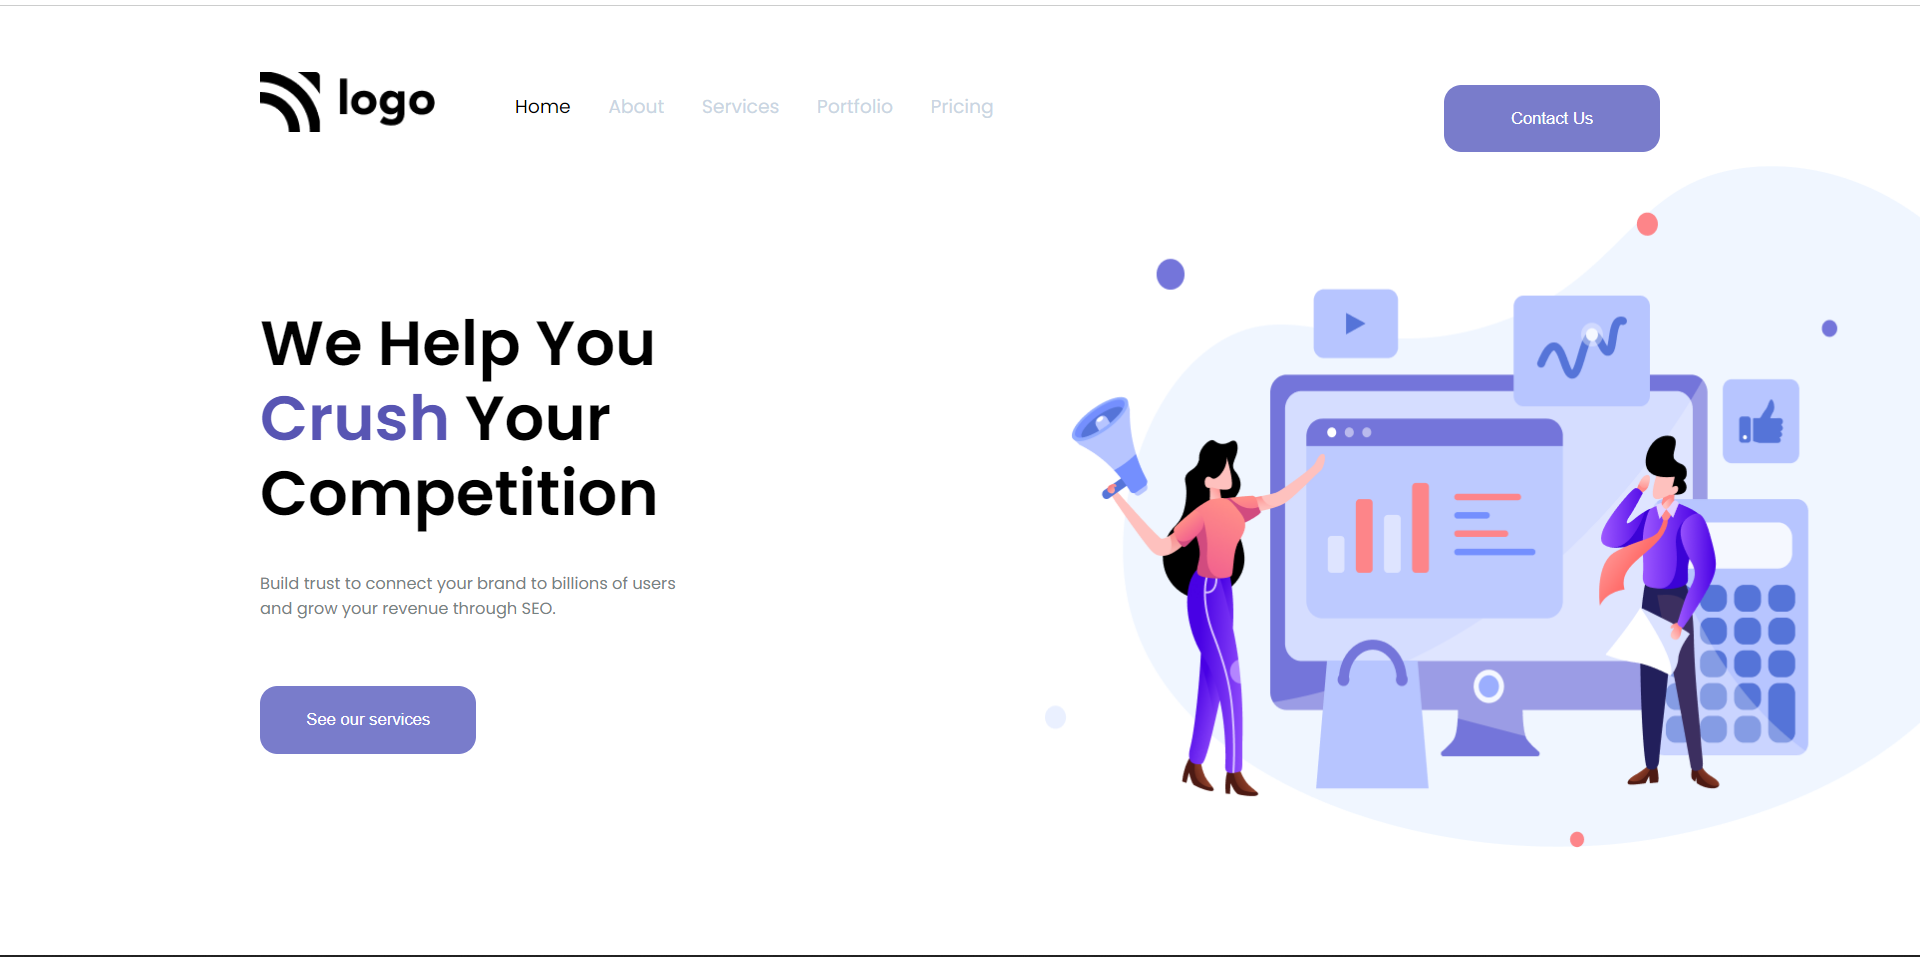 logo
Home About Services Portfolio Pricing
Contact Us
We Help You
Crush Your
Competition
Build trust to connect your brand to billions of users
and grow your revenue through SEO.
See our services